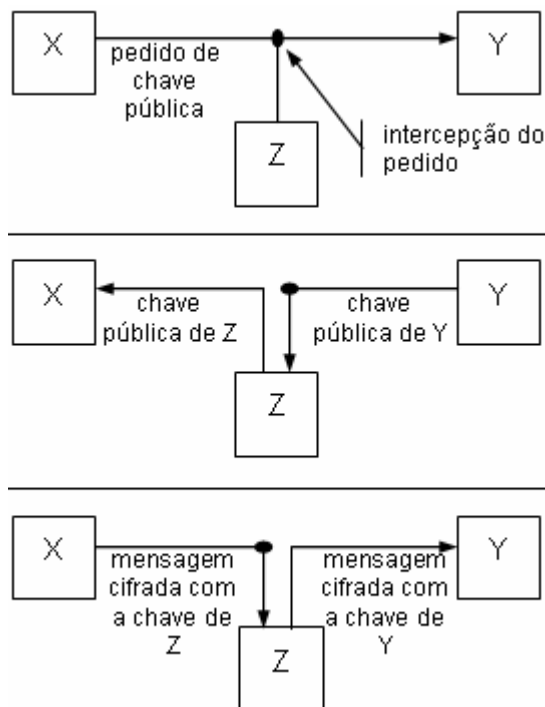 X
pedido de
chave
pública
Y
Z
intercepção do
pedido
X
chave
pública de Z
chave
pública de Y
Y
Z
X
mensagem
cifrada com
a chave de
Z
mensagem
cifrada com
a chave de
Y
Y
Z